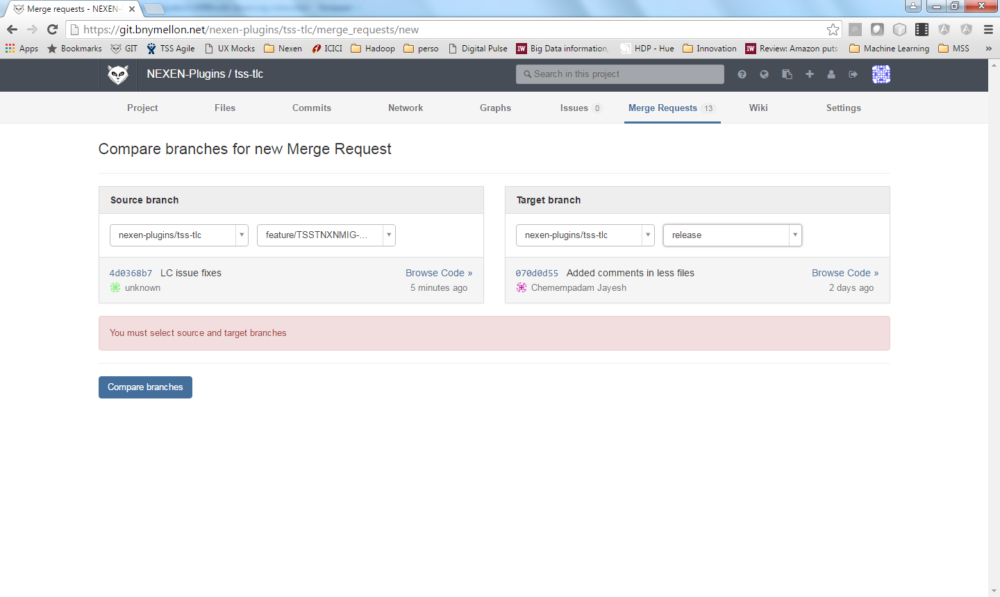 Merge requests - NEXEN-
https://git.bnymellon.net/nexen-plugins/tss-tlc/merge_requests/new
Apps Bookmarks GIT TSS Agile UX Mocks Nexen ICICI Hadoop perso Digital Pulse IW Big Data information, HDP - Hue Innovation IW Review: Amazon puts Machine Learning MSS »
NEXEN-Plugins / tss-tlc Search in this project
Project Files Commits Network Graphs Issues 0 Merge Requests 13 Wiki Settings
Compare branches for new Merge Request
Source branch
nexen-plugins/tss-tlc feature/TSSTNXNMIG-...
4d0368b7 LC issue fixes Browse Code »
unknown 5 minutes ago
Target branch
nexen-plugins/tss-tlc release
070d0d55 Added comments in less files Browse Code »
Chemempadam Jayesh 2 days ago
You must select source and target branches
Compare branches